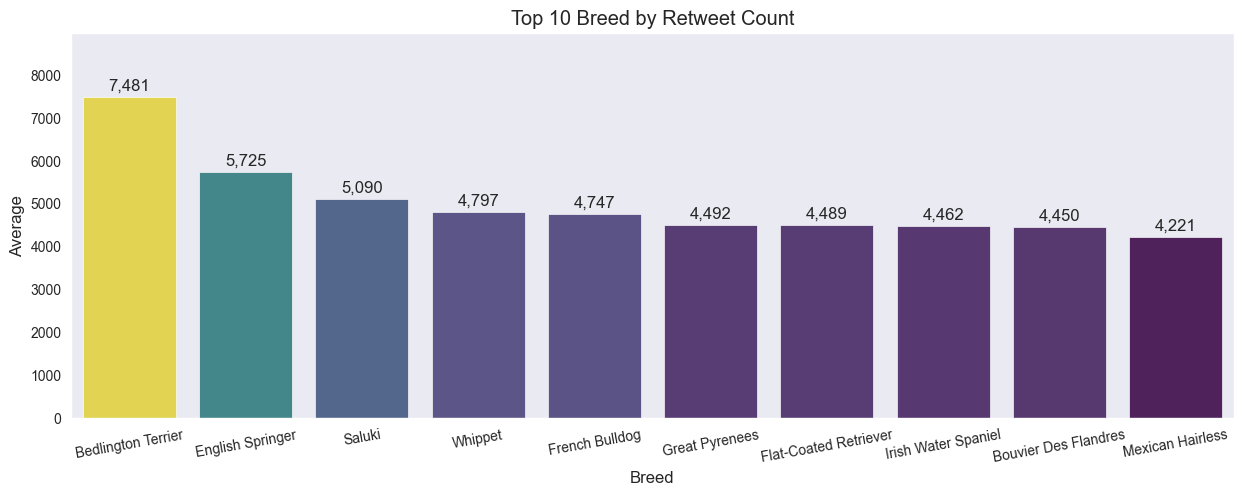 Top 10 Breed by Retweet Count
Average
8000
7000
6000
5000
4000
3000
2000
1000
0
7,481
5,725
5,090
4,797
4,747
4,492
4,489
4,462
4,450
4,221
Bedlington Terrier
English Springer
Saluki
Whippet
French Bulldog
Great Pyrenees
Flat-Coated Retriever
Irish Water Spaniel
Bouvier Des Flandres
Mexican Hairless
Breed